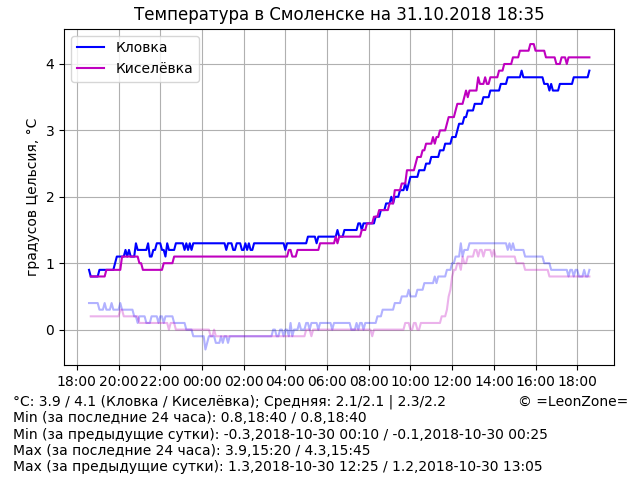 Температура в Смоленске на 31.10.2018 18:35
Кловка
Киселёвка
градусов Цельсия, °C
4
3
2
1
0
18:00 20:00 22:00 00:00 02:00 04:00 06:00 08:00 10:00 12:00 14:00 16:00 18:00
°C: 3.9 / 4.1 (Кловка / Киселёвка); Средняя: 2.1/2.1 | 2.3/2.2 © =LeonZone=
Min (за последние 24 часа): 0.8,18:40 / 0.8,18:40
Min (за предыдущие сутки): -0.3,2018-10-30 00:10 / -0.1,2018-10-30 00:25
Max (за последние 24 часа): 3.9,15:20 / 4.3,15:45
Max (за предыдущие сутки): 1.3,2018-10-30 12:25 / 1.2,2018-10-30 13:05